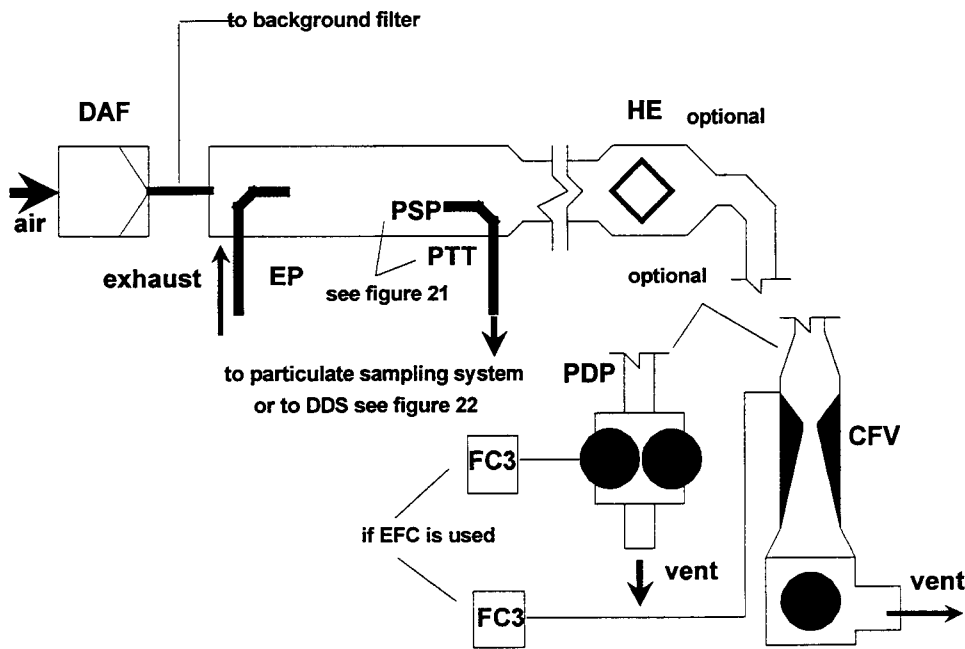 to background filter
DAF
HE
optional
air
PSP
exhaust
EP
PTT
see figure 21
optional
to particulate sampling system
or to DDS see figure 22
PDP
CFV
FC3
if EFC is used
vent
vent
FC3